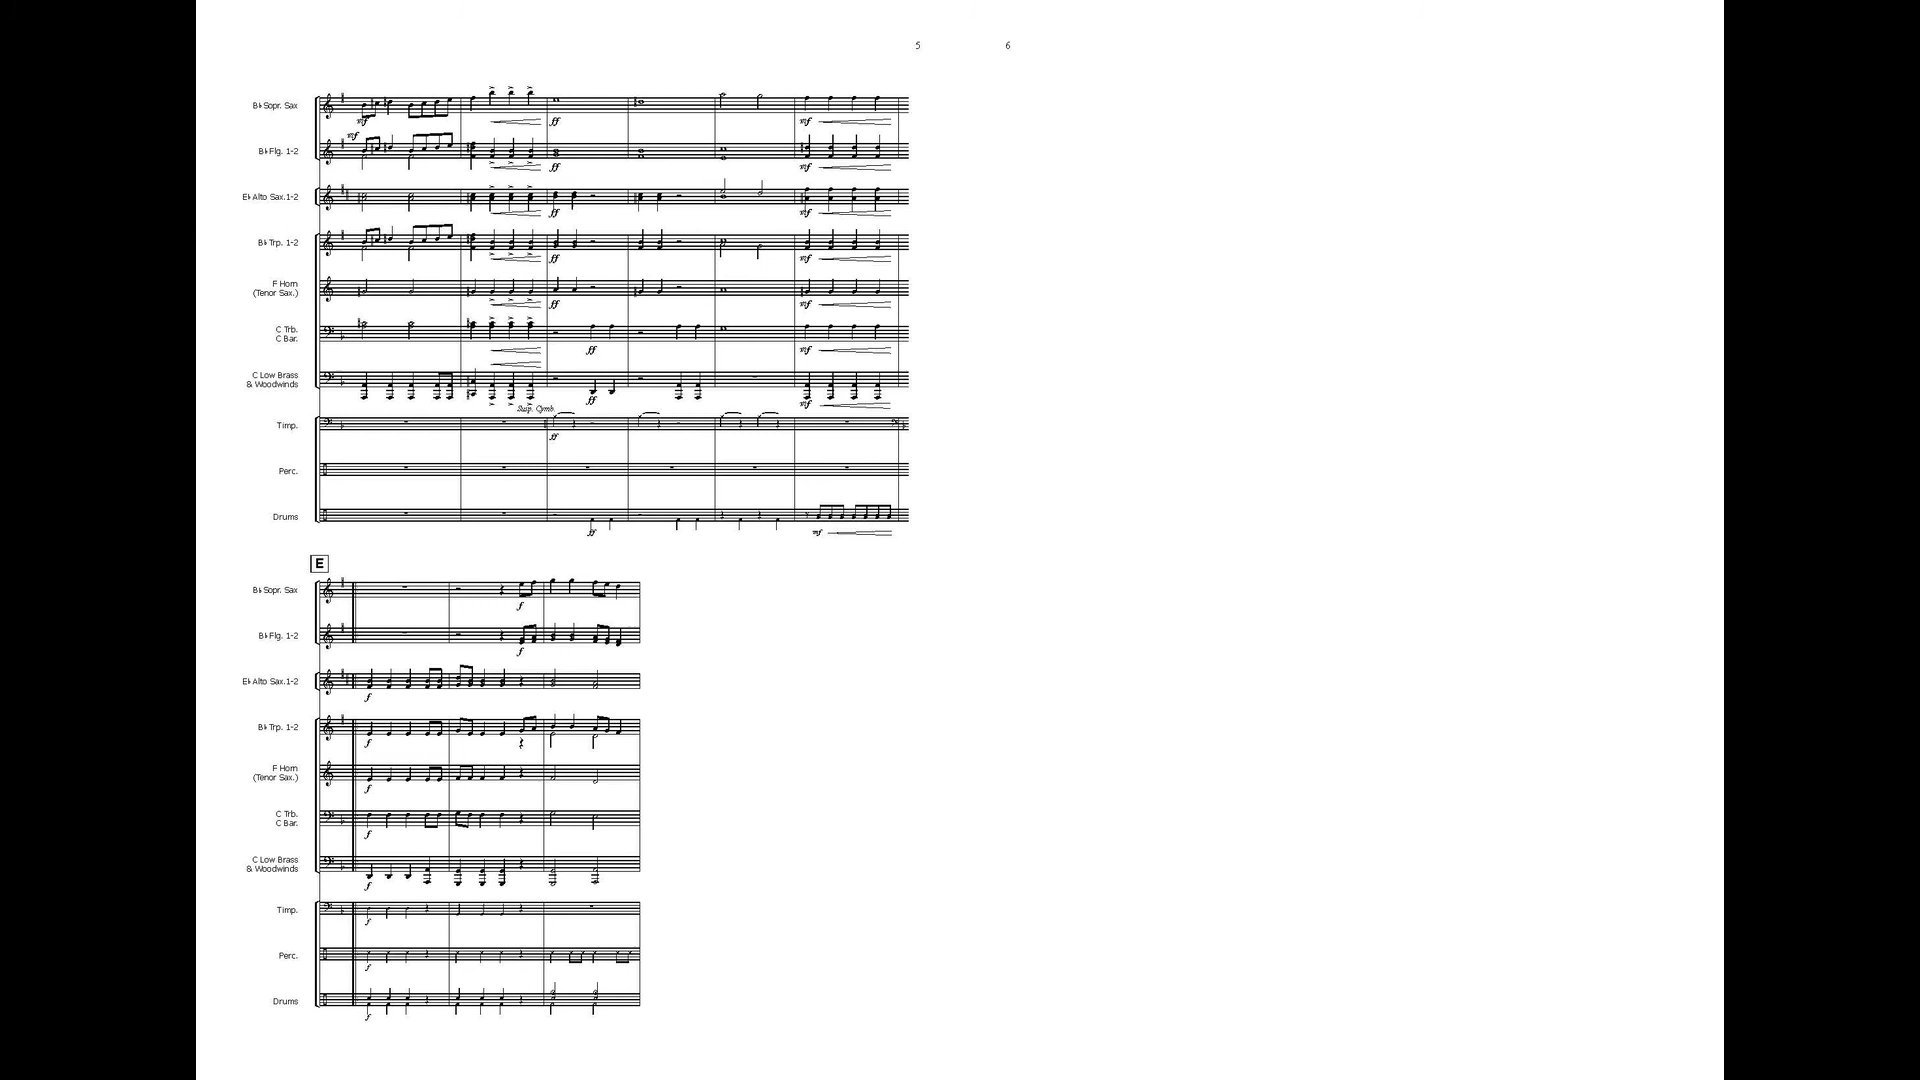 5 6
B♭ Sopr. Sax
mf ff mf
mf
B♭ Flg. 1-2
ff mf
E♭ Alto Sax.1-2
ff mf
B♭ Trp. 1-2
ff mf
F Horn
(Tenor Sax.)
ff mf
C Trb.
C Bar.
ff mf
C Low Brass
& Woodwinds
ff mf
Susp. Cymb.
Timp.
ff
Perc.
Drums
ff mf
E
B♭ Sopr. Sax
f
B♭ Flg. 1-2
f
E♭ Alto Sax.1-2
f
B♭ Trp. 1-2
f
F Horn
(Tenor Sax.)
f
C Trb.
C Bar.
f
C Low Brass
& Woodwinds
f
Timp.
f
Perc.
f
Drums
f